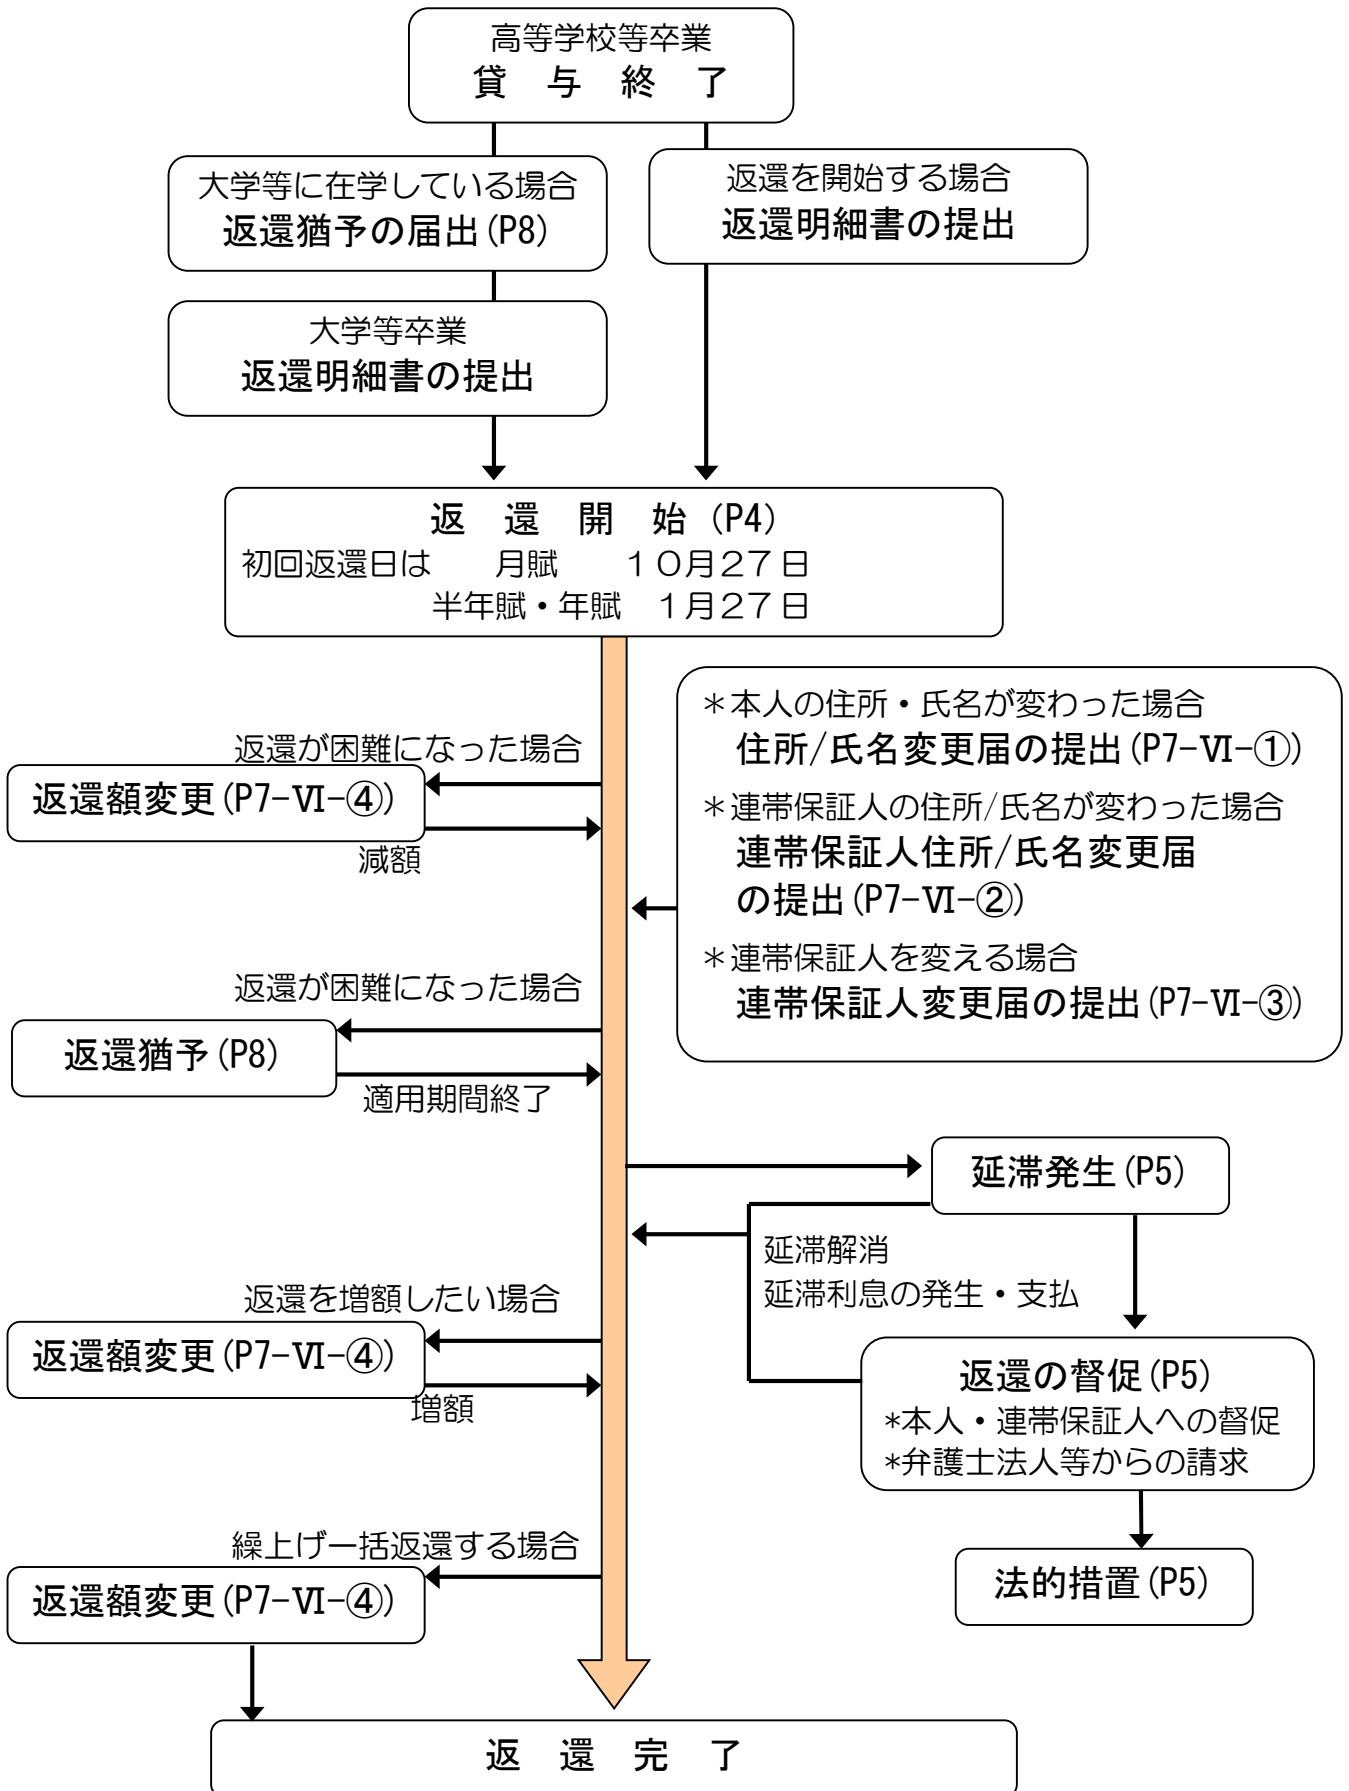 高等学校等卒業
貸　与　終　了
大学等に在学している場合
返還猶予の届出(P8)
返還を開始する場合
返還明細書の提出
大学等卒業
返還明細書の提出
返　還　開　始 (P4)
初回返還日は　　月賦　　１０月２７日
半年賦・年賦　１月２７日
＊本人の住所・氏名が変わった場合
住所/氏名変更届の提出(P7-Ⅵ-①)
＊連帯保証人の住所/氏名が変わった場合
連帯保証人住所/氏名変更届
の提出(P7-Ⅵ-②)
＊連帯保証人を変える場合
連帯保証人変更届の提出(P7-Ⅵ-③)
返還が困難になった場合
返還額変更(P7-Ⅵ-④)
減額
返還が困難になった場合
返還猶予(P8)
適用期間終了
延滞発生(P5)
延滞解消
延滞利息の発生・支払
返還を増額したい場合
返還額変更(P7-Ⅵ-④)
増額
返還の督促(P5)
*本人・連帯保証人への督促
*弁護士法人等からの請求
法的措置(P5)
繰上げ一括返還する場合
返還額変更(P7-Ⅵ-④)
返　還　完　了